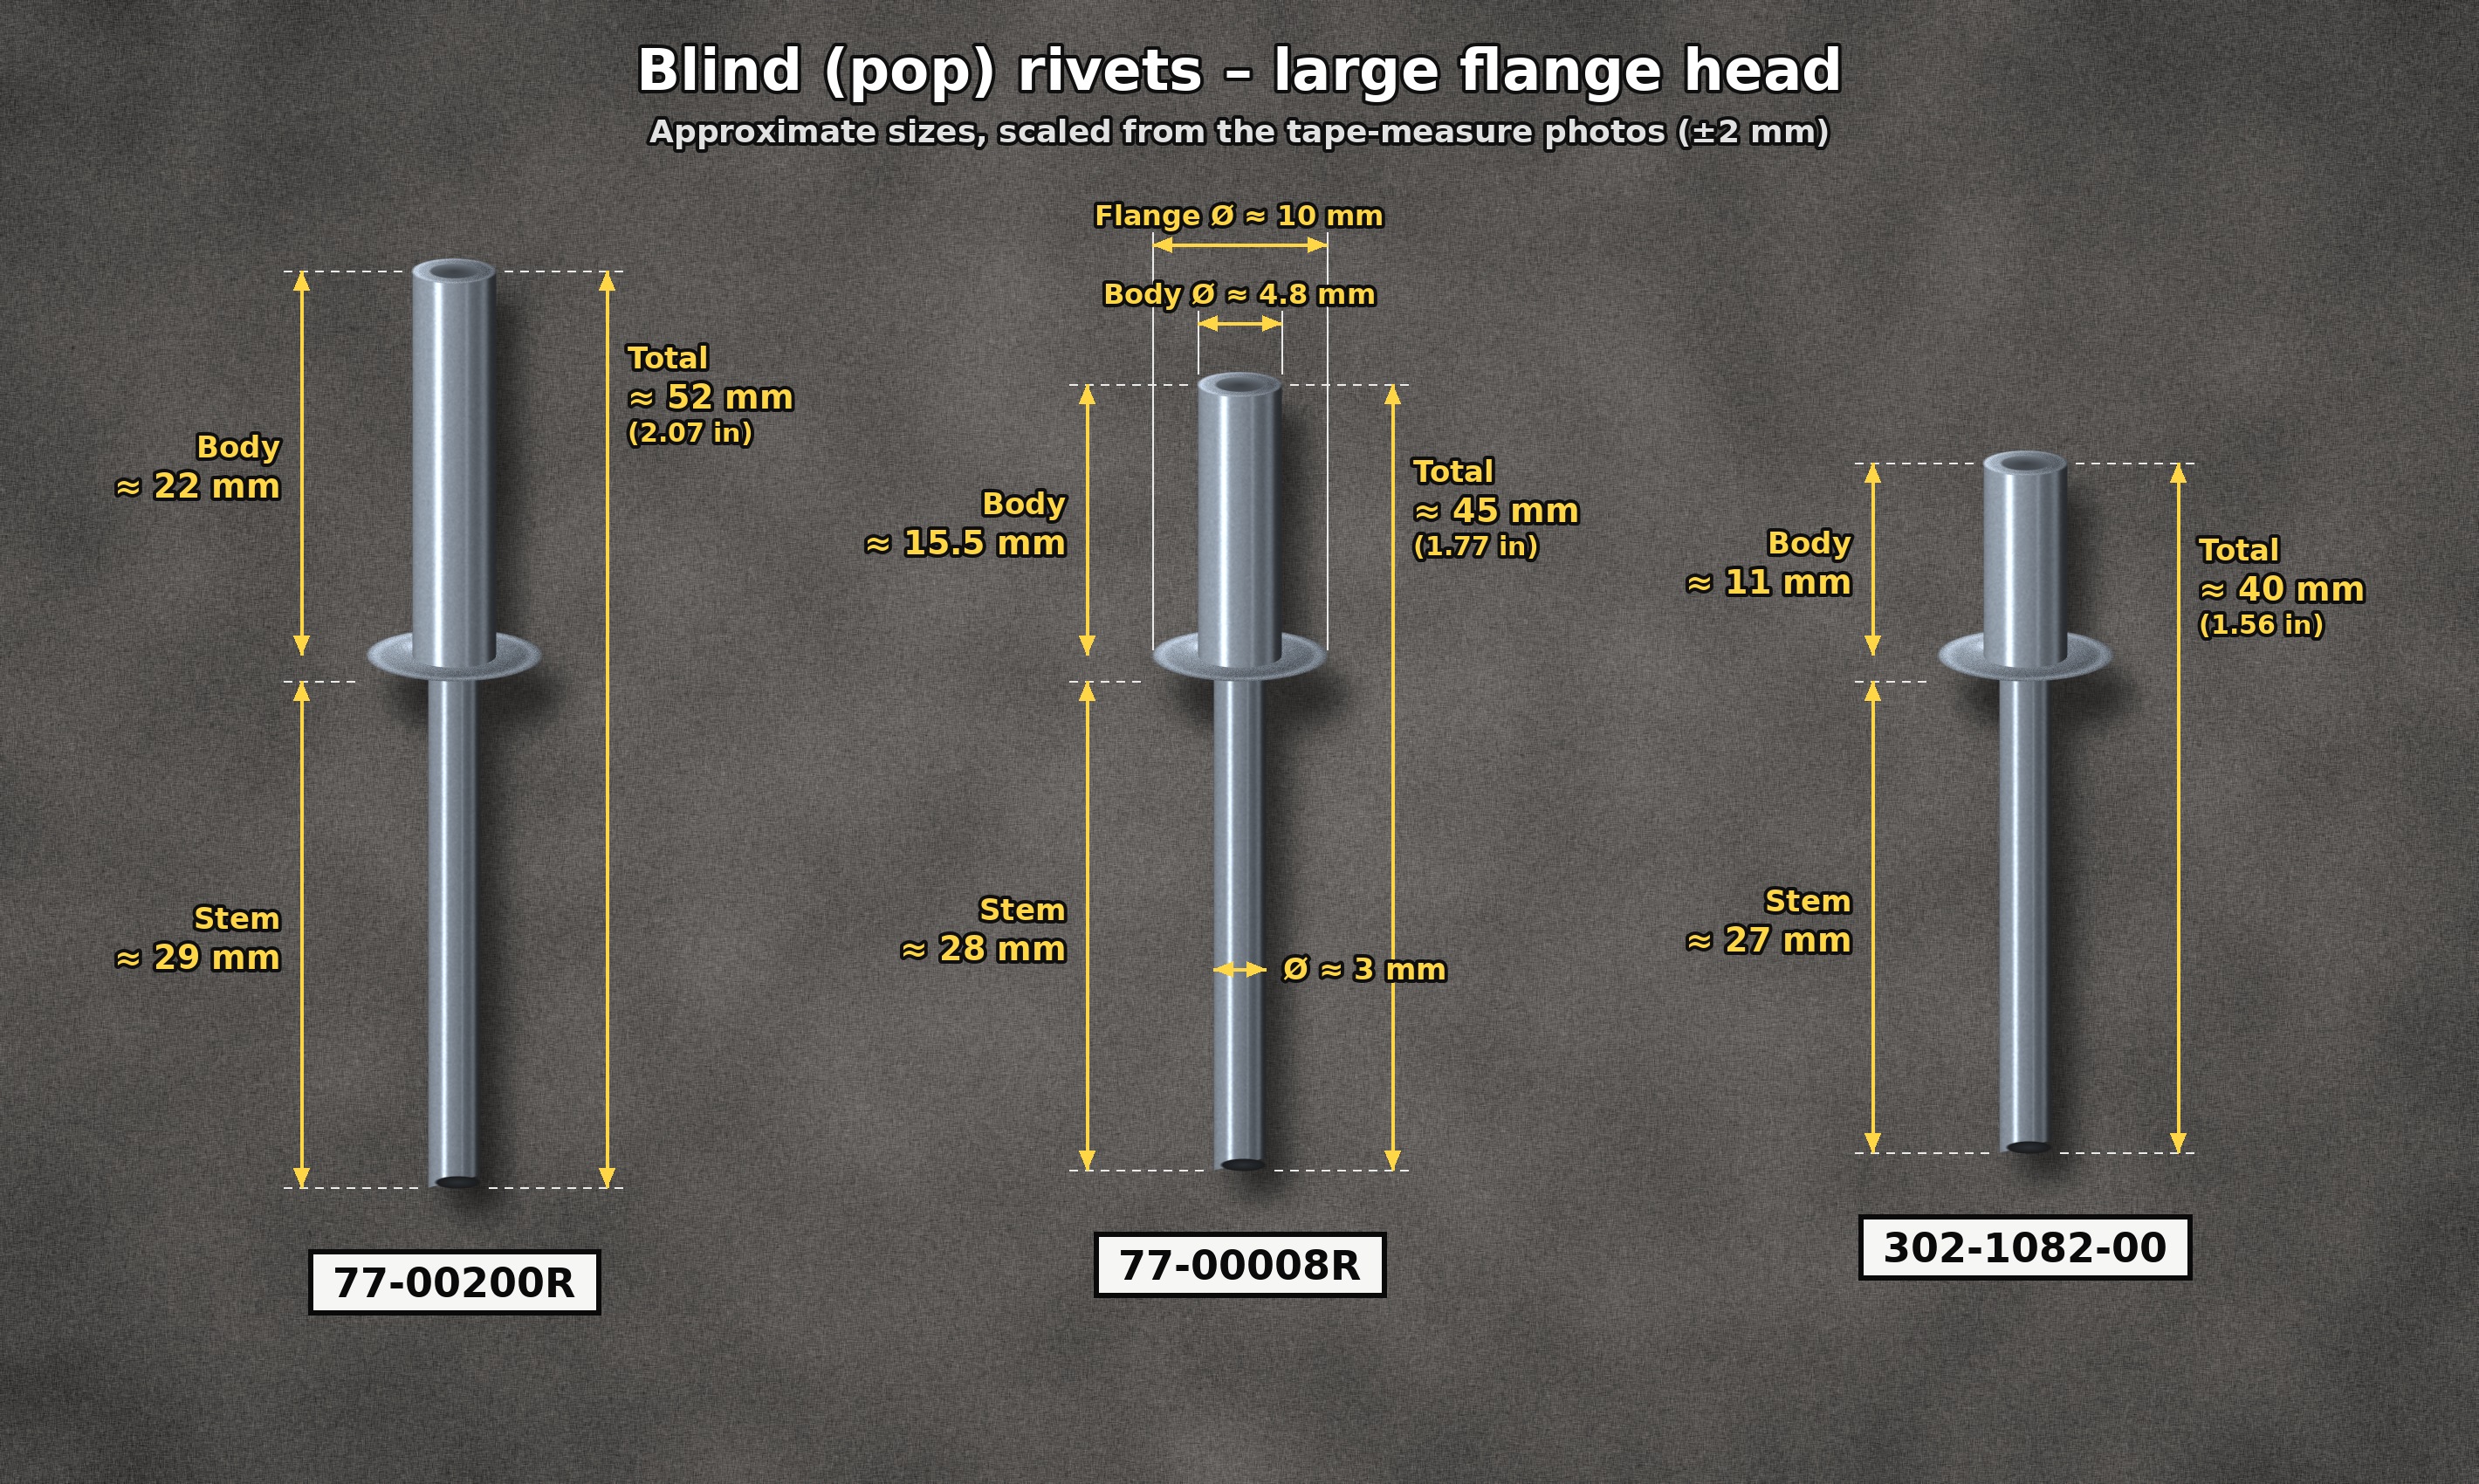 Blind (pop) rivets – large flange head
Approximate sizes, scaled from the tape-measure photos (±2 mm)
Body
≈ 22 mm
Total
≈ 52 mm
(2.07 in)
Stem
≈ 29 mm
77-00200R
Flange Ø ≈ 10 mm
Body Ø ≈ 4.8 mm
Body
≈ 15.5 mm
Total
≈ 45 mm
(1.77 in)
Stem
≈ 28 mm
Ø ≈ 3 mm
77-00008R
Body
≈ 11 mm
Total
≈ 40 mm
(1.56 in)
Stem
≈ 27 mm
302-1082-00